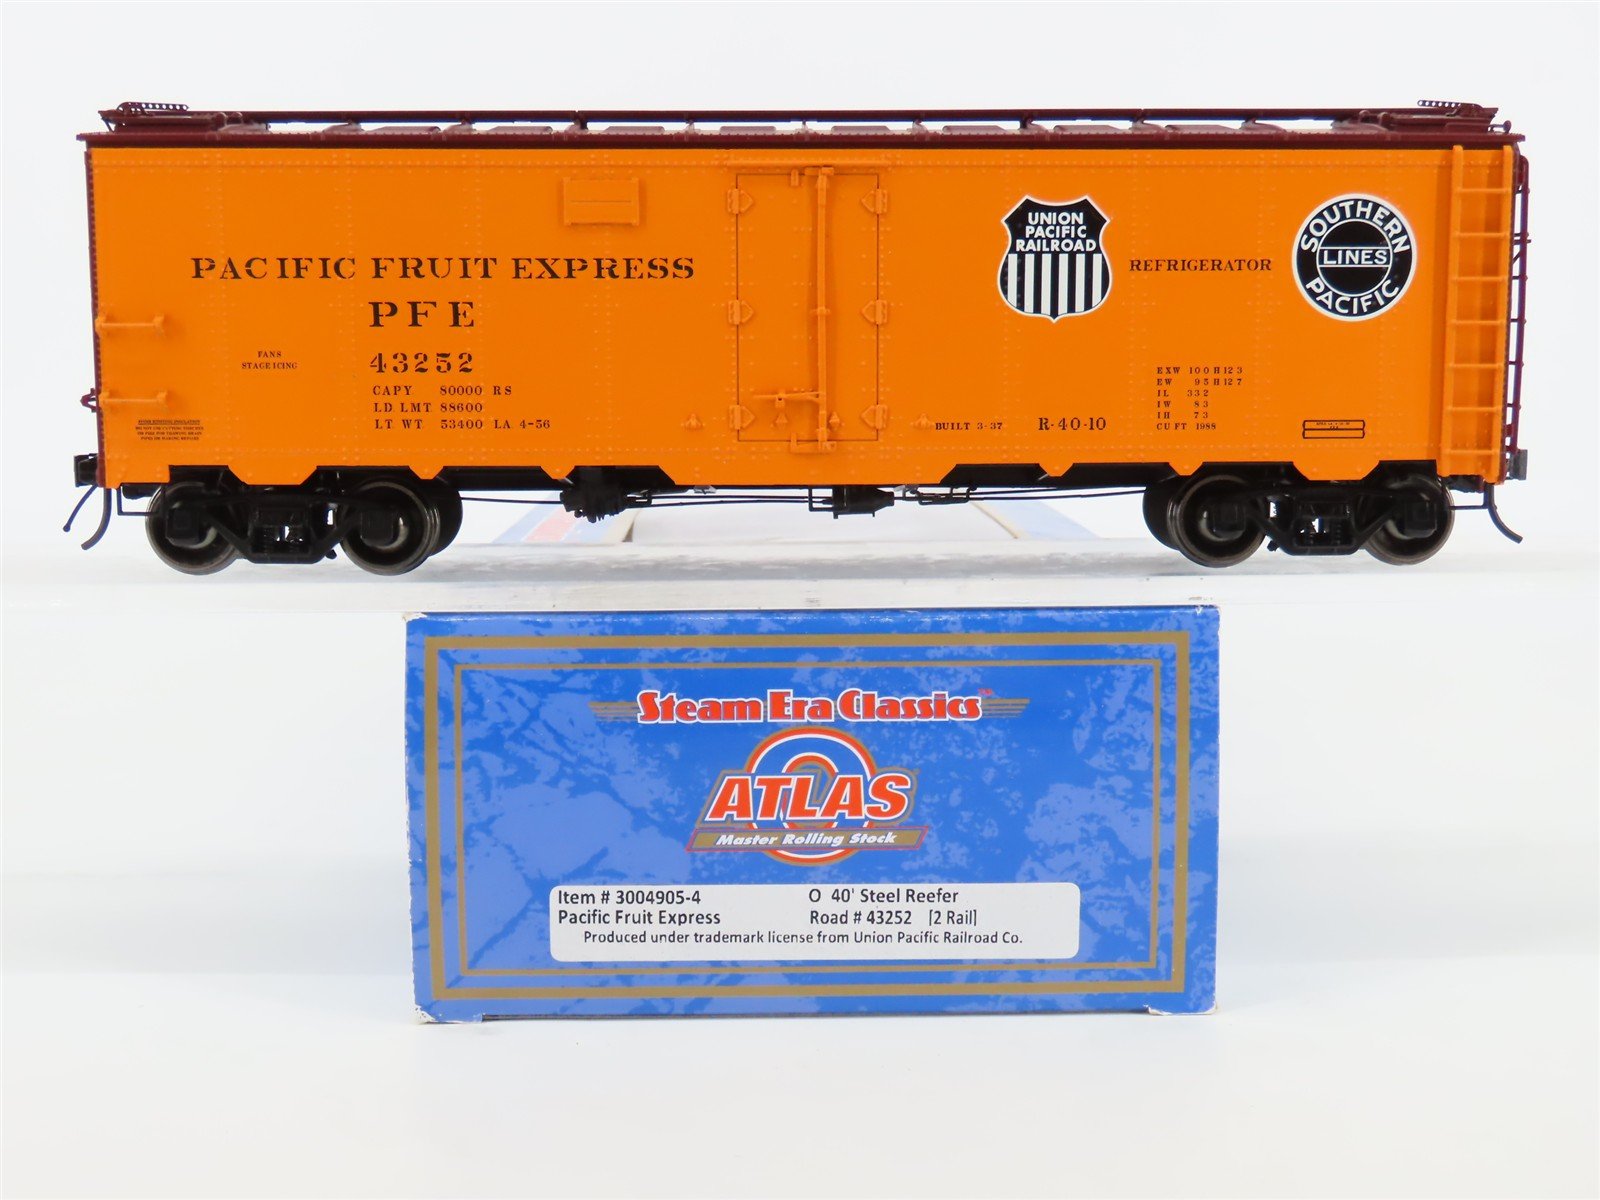 PACIFIC FRUIT EXPRESS
PFE
43252
FANS
STAGE ICING
CAPY 80000 RS
LD. LMT. 88600
LT. WT. 53400 LA. 4-56
UNION
PACIFIC
RAILROAD
REFRIGERATOR
SOUTHERN
LINES
PACIFIC
BUILT 3-37
R-40-10
EXW 100 H 12 3
EW 9 5 H 12 7
IL 33 2
IW 8 3
IH 7 3
CU FT 1988
Steam Era Classics™
ATLAS O
Master Rolling Stock
Item # 3004905-4 O 40' Steel Reefer
Pacific Fruit Express Road # 43252 [2 Rail]
Produced under trademark license from Union Pacific Railroad Co.